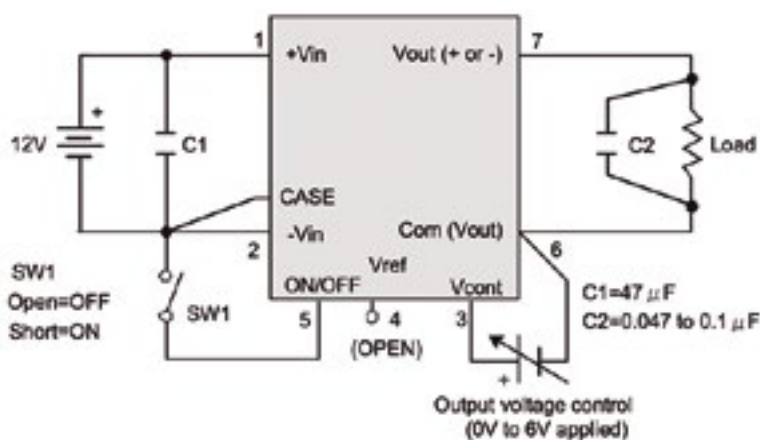 1
+Vin
Vout (+ or -)
7
+
12V
C1
C2
Load
CASE
2
-Vin
Com (Vout)
6
Vref
SW1
Open=OFF
Short=ON
SW1
ON/OFF
Vcont
5
4
3
(OPEN)
C1=47 μF
C2=0.047 to 0.1 μF
+
Output voltage control
(0V to 6V applied)